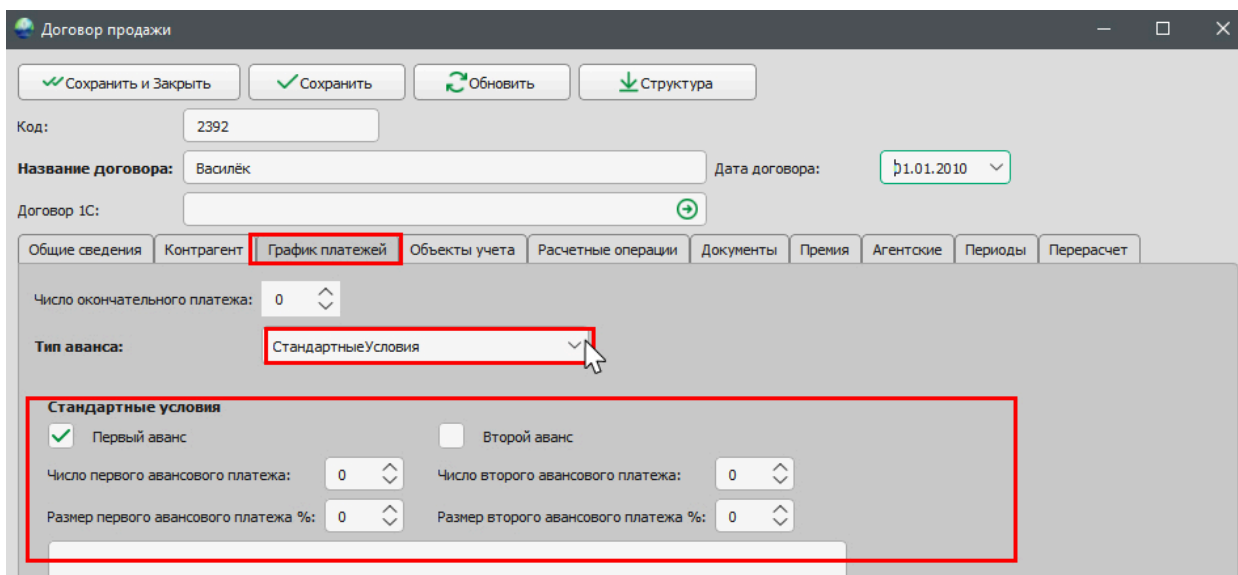 Договор продажи
Сохранить и Закрыть Сохранить Обновить Структура
Код: 2392
Название договора: Василёк Дата договора: 01.01.2010
Договор 1С:
Общие сведения Контрагент График платежей Объекты учета Расчетные операции Документы Премия Агентские Периоды Перерасчет
Число окончательного платежа: 0
Тип аванса: СтандартныеУсловия
Стандартные условия
Первый аванс Второй аванс
Число первого авансового платежа: 0 Число второго авансового платежа: 0
Размер первого авансового платежа %: 0 Размер второго авансового платежа %: 0